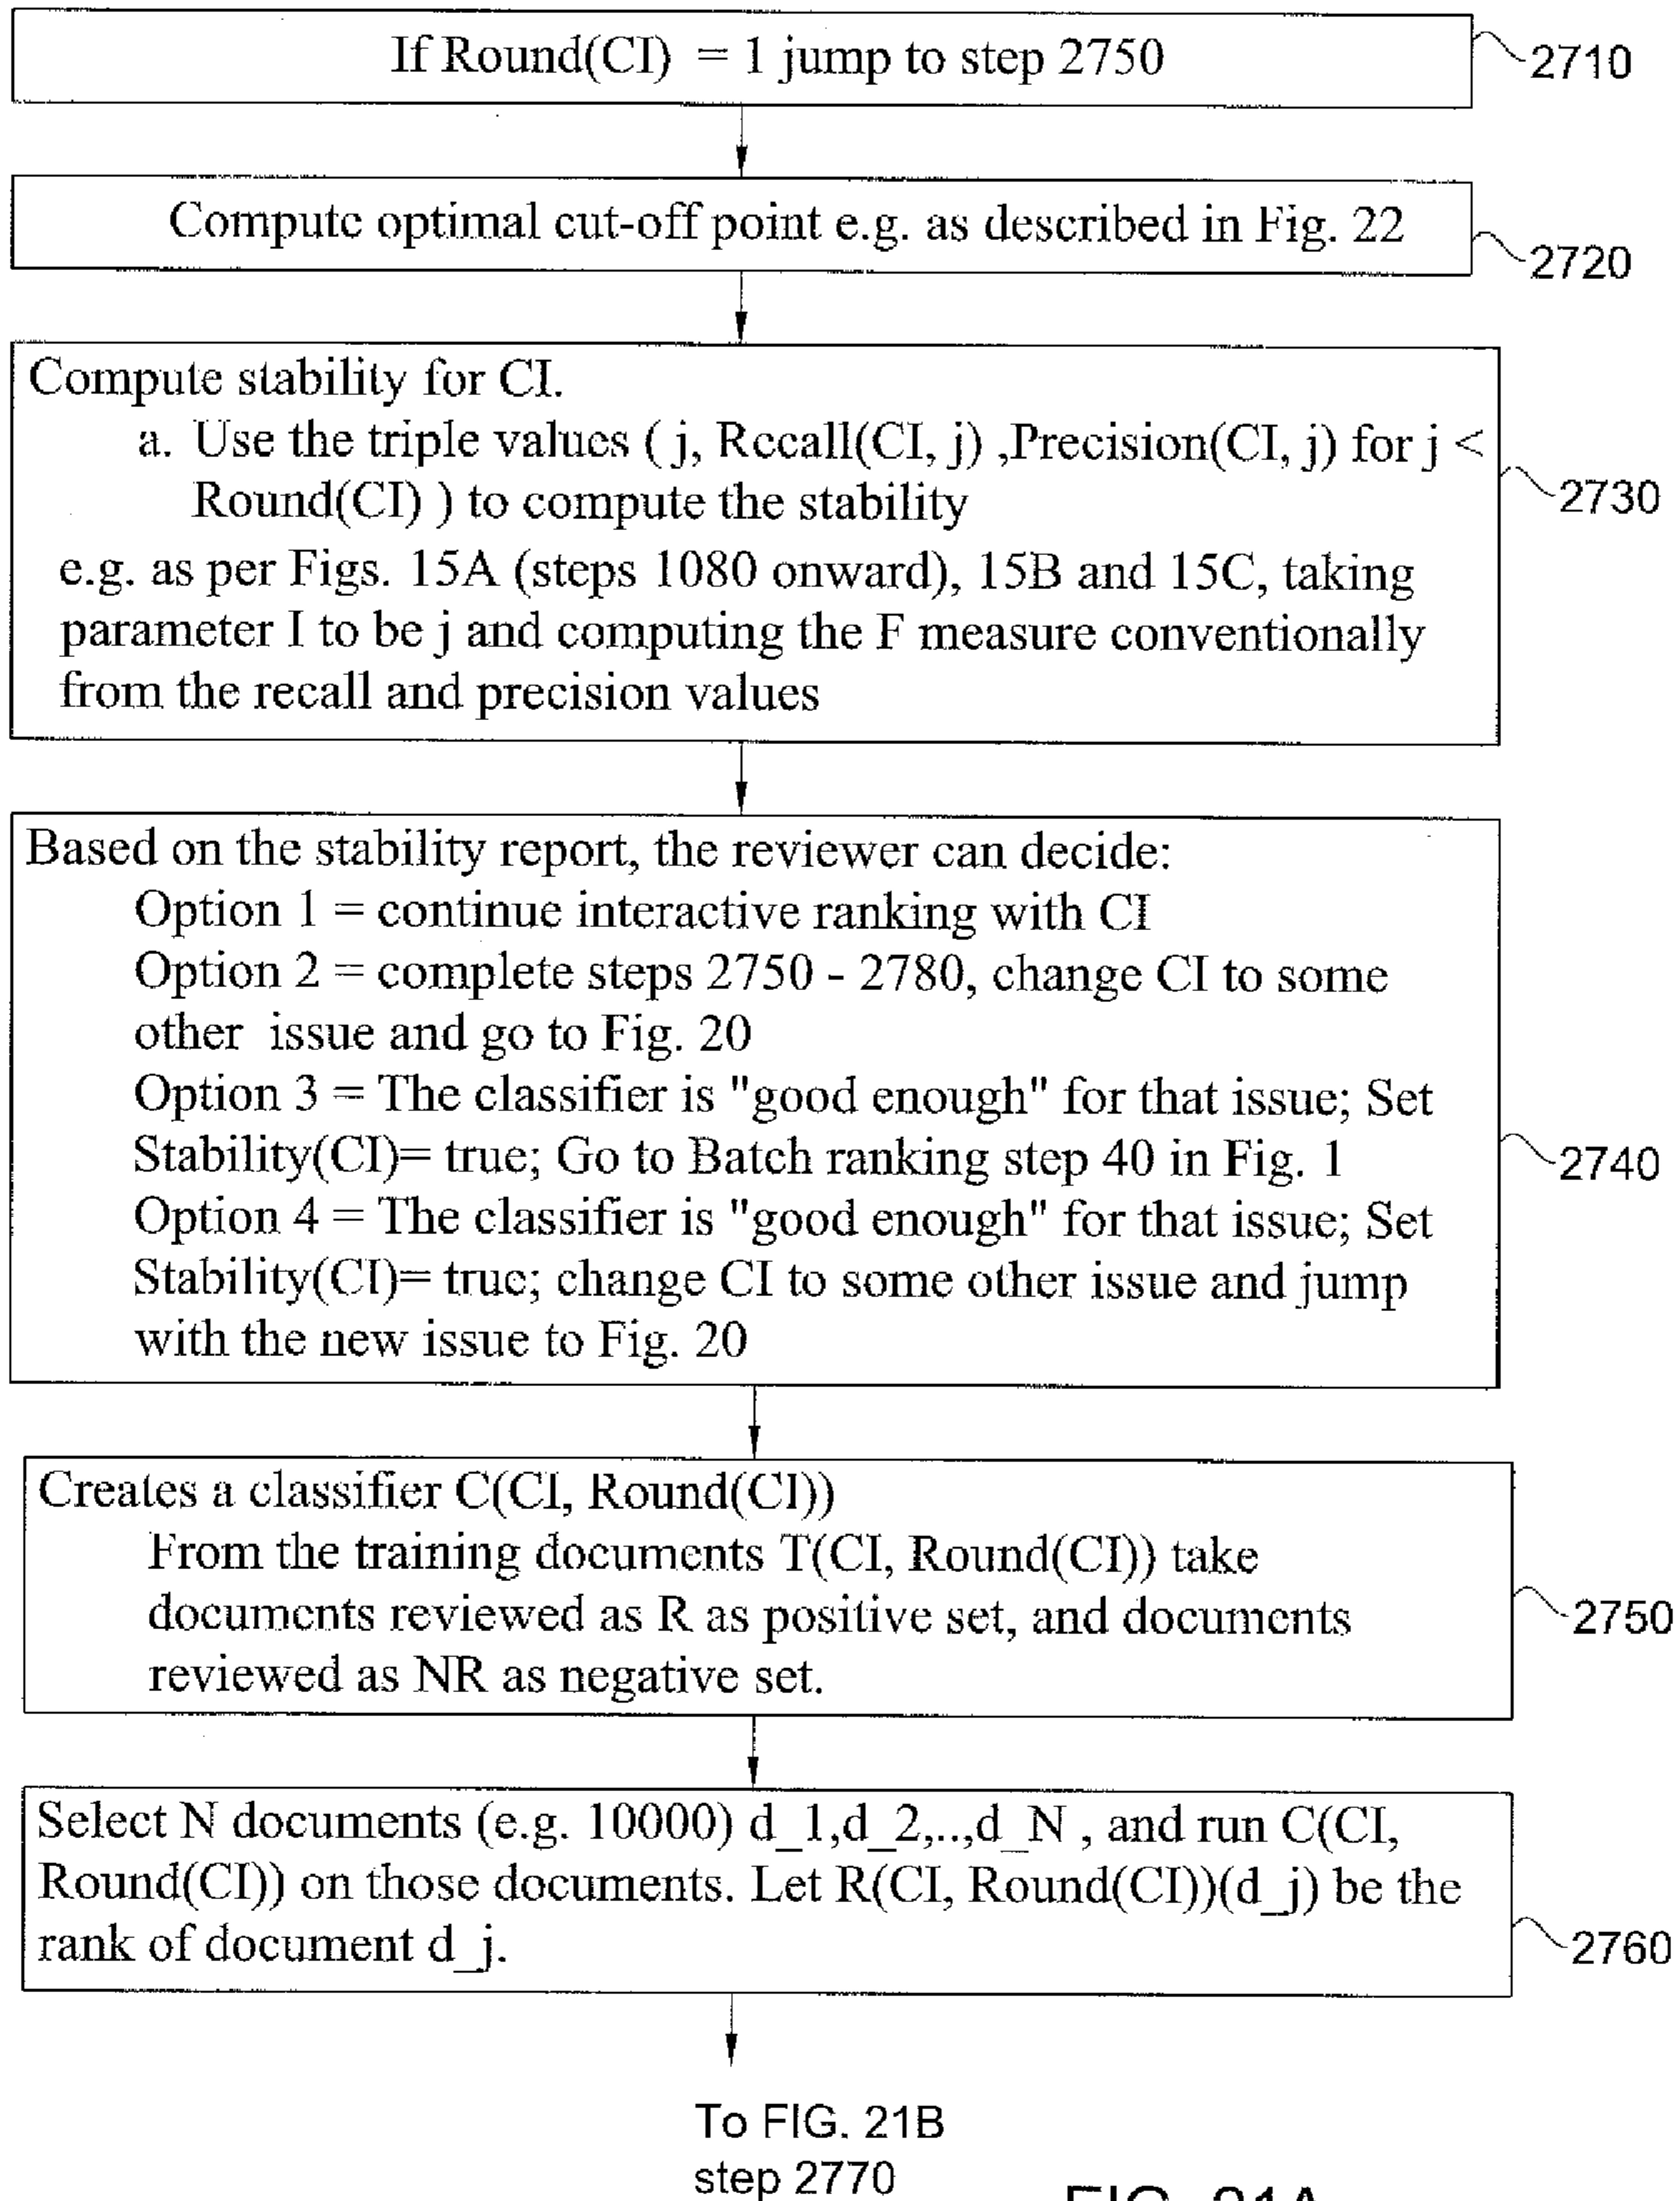 If Round(CI) = 1 jump to step 2750
2710
Compute optimal cut-off point e.g. as described in Fig. 22
2720
Compute stability for CI.
a. Use the triple values ( j, Recall(CI, j) ,Precision(CI, j) for j <
Round(CI) ) to compute the stability
2730
e.g. as per Figs. 15A (steps 1080 onward), 15B and 15C, taking
parameter I to be j and computing the F measure conventionally
from the recall and precision values
Based on the stability report, the reviewer can decide:
Option 1 = continue interactive ranking with CI
Option 2 = complete steps 2750 - 2780, change CI to some
other issue and go to Fig. 20
Option 3 = The classifier is "good enough" for that issue; Set
Stability(CI)= true; Go to Batch ranking step 40 in Fig. 1
2740
Option 4 = The classifier is "good enough" for that issue; Set
Stability(CI)= true; change CI to some other issue and jump
with the new issue to Fig. 20
Creates a classifier C(CI, Round(CI))
From the training documents T(CI, Round(CI)) take
documents reviewed as R as positive set, and documents
2750
reviewed as NR as negative set.
Select N documents (e.g. 10000) d_1,d_2,..,d_N , and run C(CI,
Round(CI)) on those documents. Let R(CI, Round(CI))(d_j) be the
rank of document d_j.
2760
To FIG. 21B
step 2770
FIG. 21A